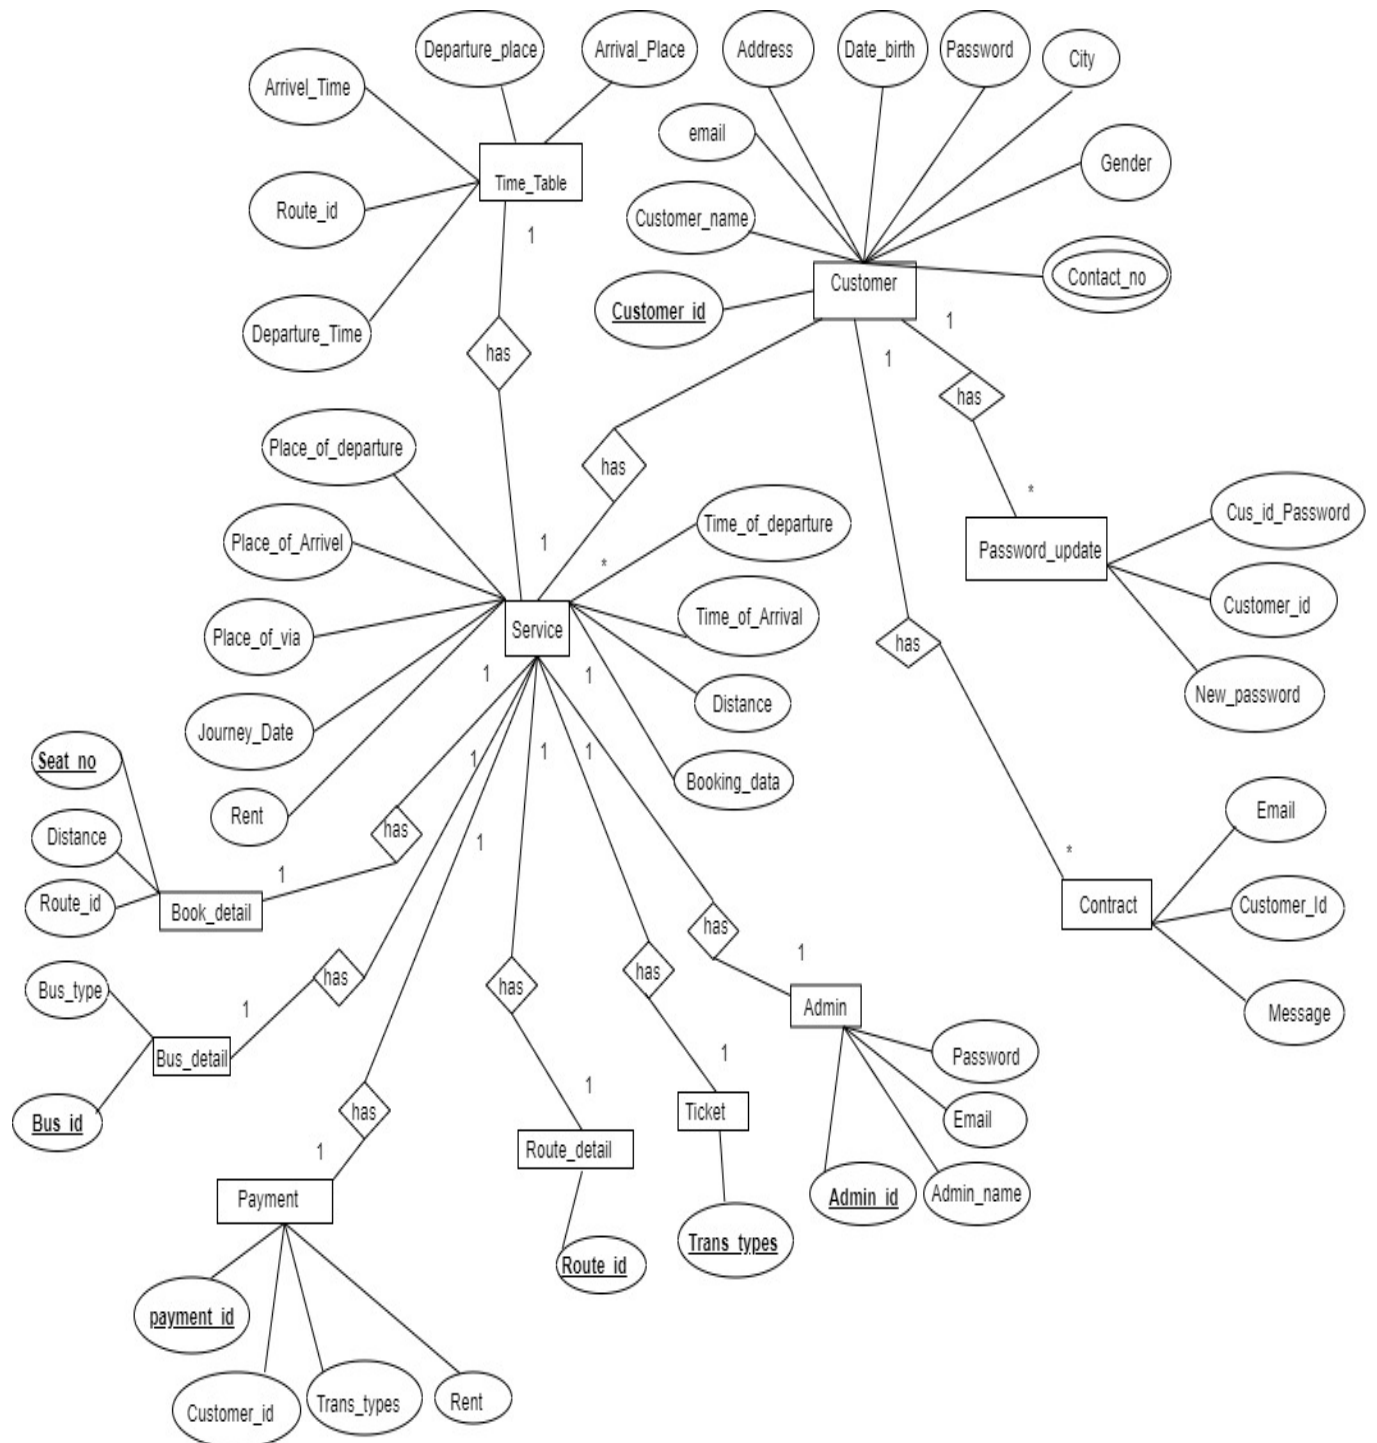 Departure_place
Arrival_Place
Address
Date_birth
Password
City
Arrivel_Time
email
Gender
Time_Table
Route_id
Customer_name
1
Contact_no
Customer
Customer_id
1
Departure_Time
has
1
has
Place_of_departure
has
*
Time_of_departure
Cus_id_Password
Place_of_Arrivel
1
Password_update
*
Customer_id
Time_of_Arrival
Place_of_via
Service
has
1
1
New_password
Distance
Journey_Date
1
1
1
Seat_no
Booking_data
Email
Rent
has
Distance
1
*
1
Route_id
Book_detail
Contract
Customer_Id
has
1
has
Bus_type
has
has
1
Admin
Message
Password
Bus_detail
1
1
Ticket
has
Email
Bus_id
1
Route_detail
Payment
Admin_id
Admin_name
Trans_types
Route_id
payment_id
Customer_id
Trans_types
Rent